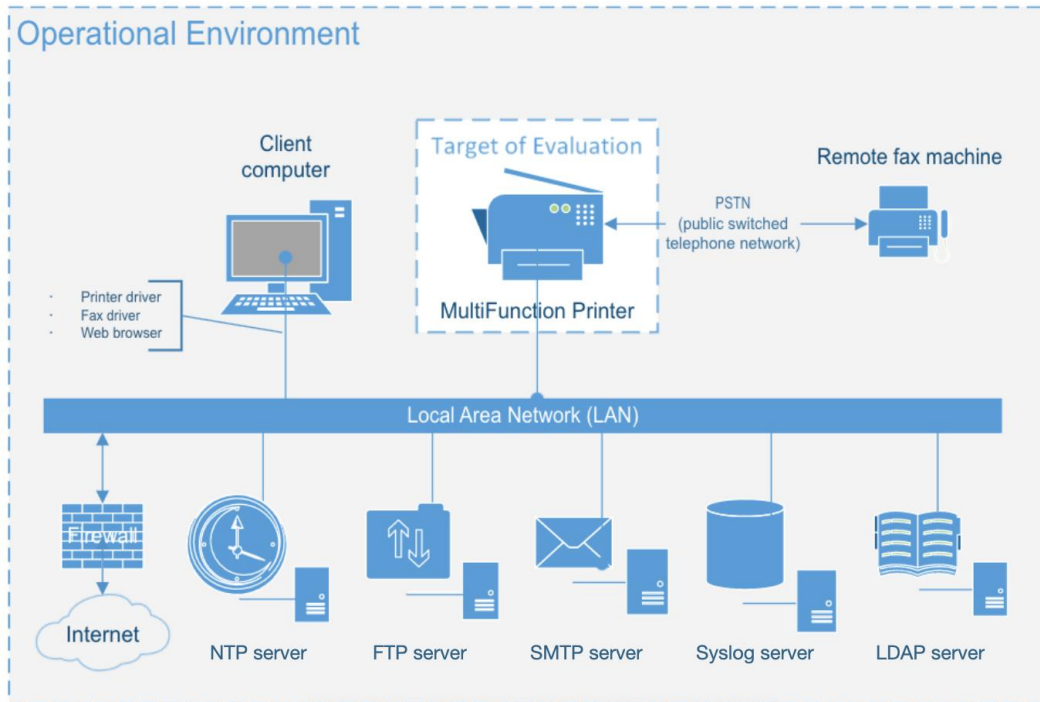 Operational Environment
Client
computer
Target of Evaluation
Remote fax machine
PSTN
(public switched
telephone network)
· Printer driver
· Fax driver
· Web browser
MultiFunction Printer
Local Area Network (LAN)
Firewall
Internet
NTP server
FTP server
SMTP server
Syslog server
LDAP server